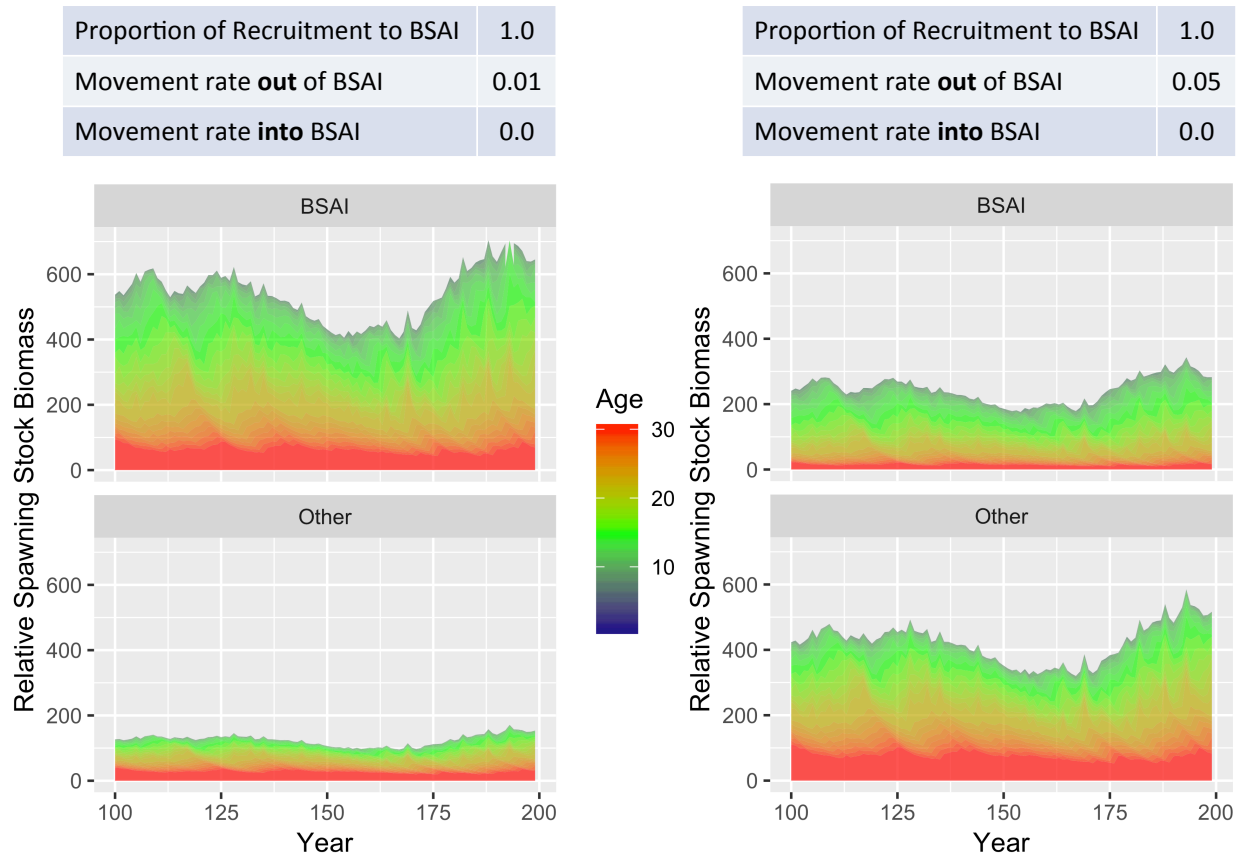 Proportion of Recruitment to BSAI 1.0
Movement rate out of BSAI 0.01
Movement rate into BSAI 0.0
Proportion of Recruitment to BSAI 1.0
Movement rate out of BSAI 0.05
Movement rate into BSAI 0.0
BSAI
600
400
200
0
Other
600
400
200
0
100 125 150 175 200
Year
Relative Spawning Stock Biomass
Age
30
20
10
BSAI
600
400
200
0
Other
600
400
200
0
100 125 150 175 200
Year
Relative Spawning Stock Biomass